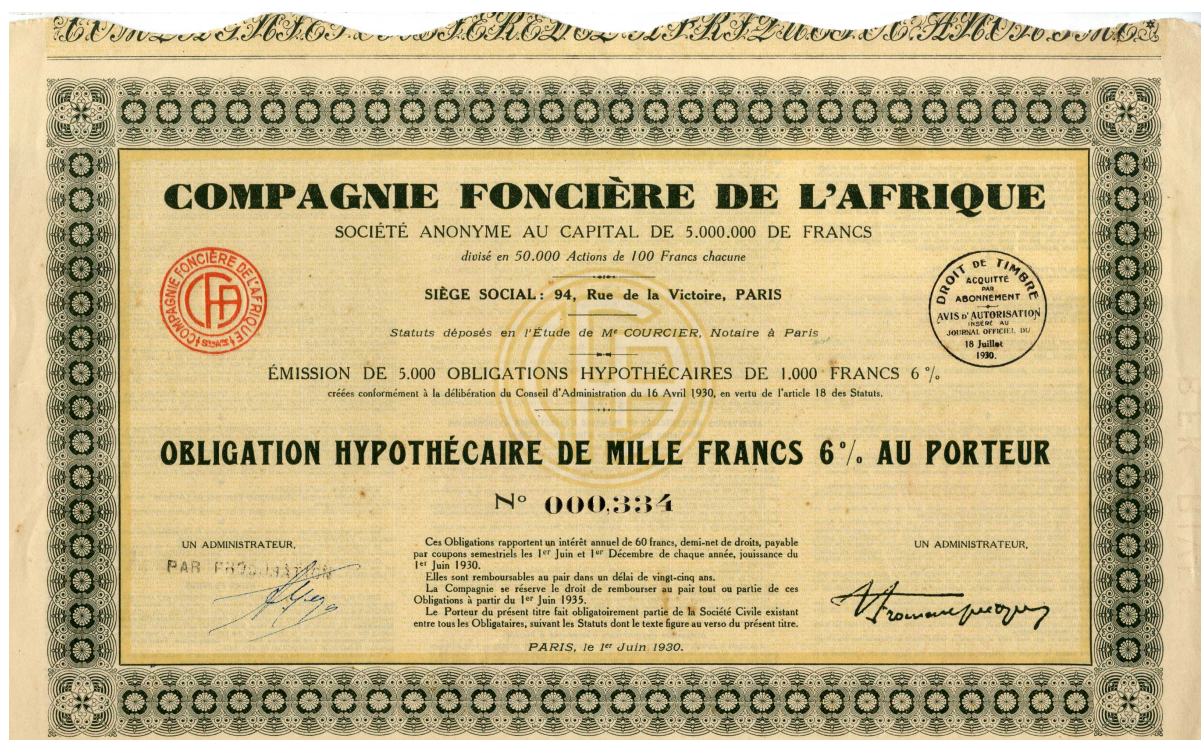 COMPAGNIE FONCIÈRE DE L'AFRIQUE
SOCIÉTÉ ANONYME AU CAPITAL DE 5.000.000 DE FRANCS
divisé en 50.000 Actions de 100 Francs chacune
COMPAGNIE FONCIÈRE DE L'AFRIQUE
CFA
DROIT DE TIMBRE
ACQUITTÉ
PAR
ABONNEMENT
AVIS D'AUTORISATION
INSÉRÉ AU
JOURNAL OFFICIEL DU
18 Juillet
1930.
SIÈGE SOCIAL: 94, Rue de la Victoire, PARIS
Statuts déposés en l'Étude de Me COURCIER, Notaire à Paris
ÉMISSION DE 5.000 OBLIGATIONS HYPOTHÉCAIRES DE 1.000 FRANCS 6%
créées conformément à la délibération du Conseil d'Administration du 16 Avril 1930, en vertu de l'article 18 des Statuts.
OBLIGATION HYPOTHÉCAIRE DE MILLE FRANCS 6% AU PORTEUR
No 000,334
UN ADMINISTRATEUR,
PAR PROCURATION
Ces Obligations rapportent un intérêt annuel de 60 francs, demi-net de droits, payable
par coupons semestriels les 1er Juin et 1er Décembre de chaque année, jouissance du
1er Juin 1930.
Elles sont remboursables au pair dans un délai de vingt-cinq ans.
La Compagnie se réserve le droit de rembourser au pair tout ou partie de ces
Obligations à partir du 1er Juin 1935.
Le Porteur du présent titre fait obligatoirement partie de la Société Civile existant
entre tous les Obligataires, suivant les Statuts dont le texte figure au verso du présent titre.
UN ADMINISTRATEUR,
PARIS, le 1er Juin 1930.